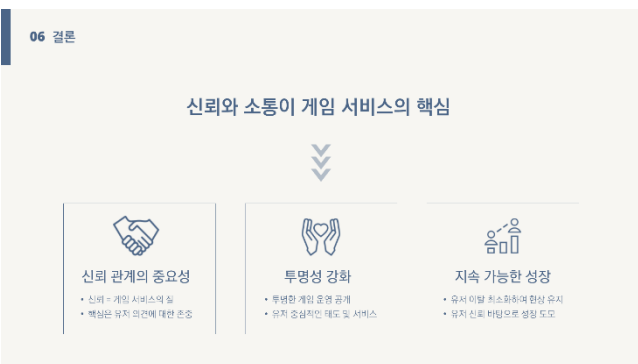 06 결론
신뢰와 소통이 게임 서비스의 핵심
신뢰 관계의 중요성
• 신뢰 = 게임 서비스의 질
• 핵심은 유저 의견에 대한 존중
투명성 강화
• 투명한 게임 운영 공개
• 유저 중심적인 태도 및 서비스
지속 가능한 성장
• 유저 이탈 최소화하며 현상 유지
• 유저 신뢰 바탕으로 성장 도모